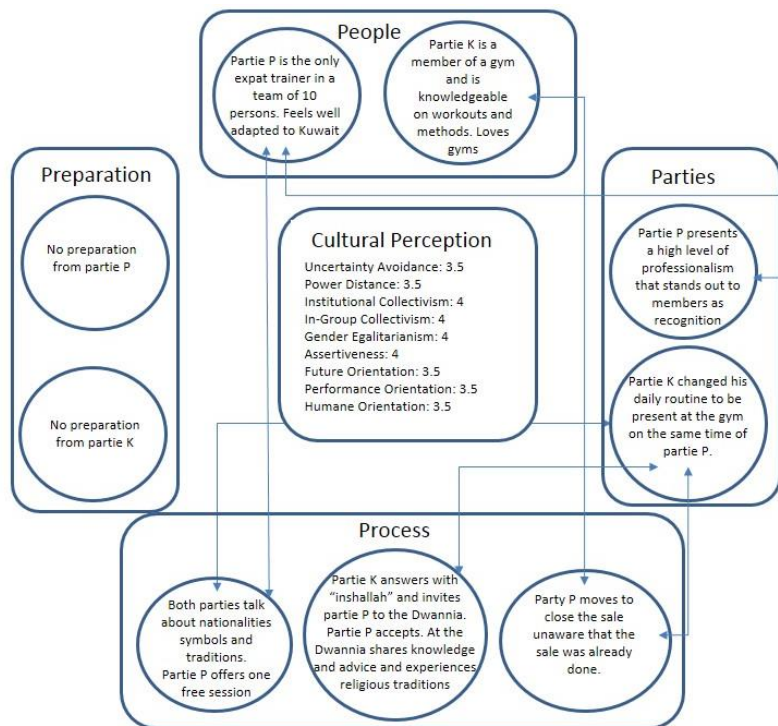 People
Partie P is the only
expat trainer in a
team of 10
persons. Feels well
adapted to Kuwait
Partie K is a
member of a gym
and is
knowledgeable
on workouts and
methods. Loves
gyms
Preparation
No preparation
from partie P
No preparation
from partie K
Cultural Perception
Uncertainty Avoidance: 3.5
Power Distance: 3.5
Institutional Collectivism: 4
In-Group Collectivism: 4
Gender Egalitarianism: 4
Assertiveness: 4
Future Orientation: 3.5
Performance Orientation: 3.5
Humane Orientation: 3.5
Parties
Partie P presents
a high level of
professionalism
that stands out to
members as
recognition
Partie K changed his
daily routine to be
present at the gym
on the same time of
partie P.
Process
Both parties talk
about nationalities
symbols and
traditions.
Partie P offers one
free session
Partie K answers with
“inshallah” and invites
partie P to the Dwannia.
Partie P accepts. At the
Dwannia shares knowledge
and advice and experiences
religious traditions
Party P moves to
close the sale
unaware that the
sale was already
done.